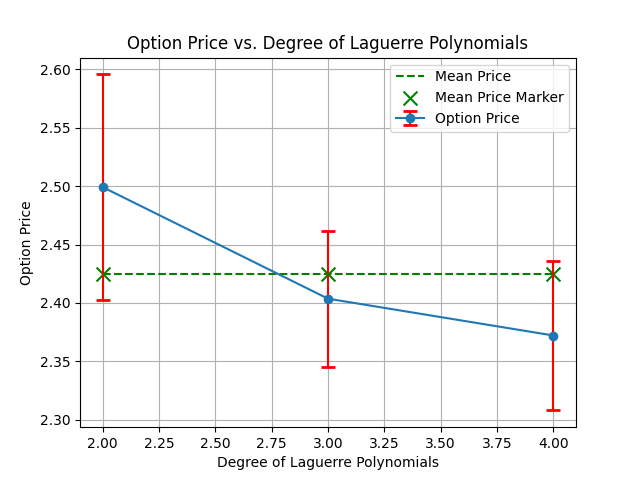 Option Price vs. Degree of Laguerre Polynomials
Mean Price
Mean Price Marker
Option Price
Option Price
2.60
2.55
2.50
2.45
2.40
2.35
2.30
2.00 2.25 2.50 2.75 3.00 3.25 3.50 3.75 4.00
Degree of Laguerre Polynomials